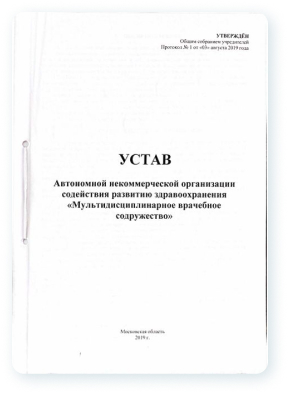 УТВЕРЖДЁН
Общим собранием учредителей
Протокол № 1 от «03» августа 2019 года
УСТАВ
Автономной некоммерческой организации
содействия развитию здравоохранения
«Мультидисциплинарное врачебное
содружество»
Московская область
2019 г.